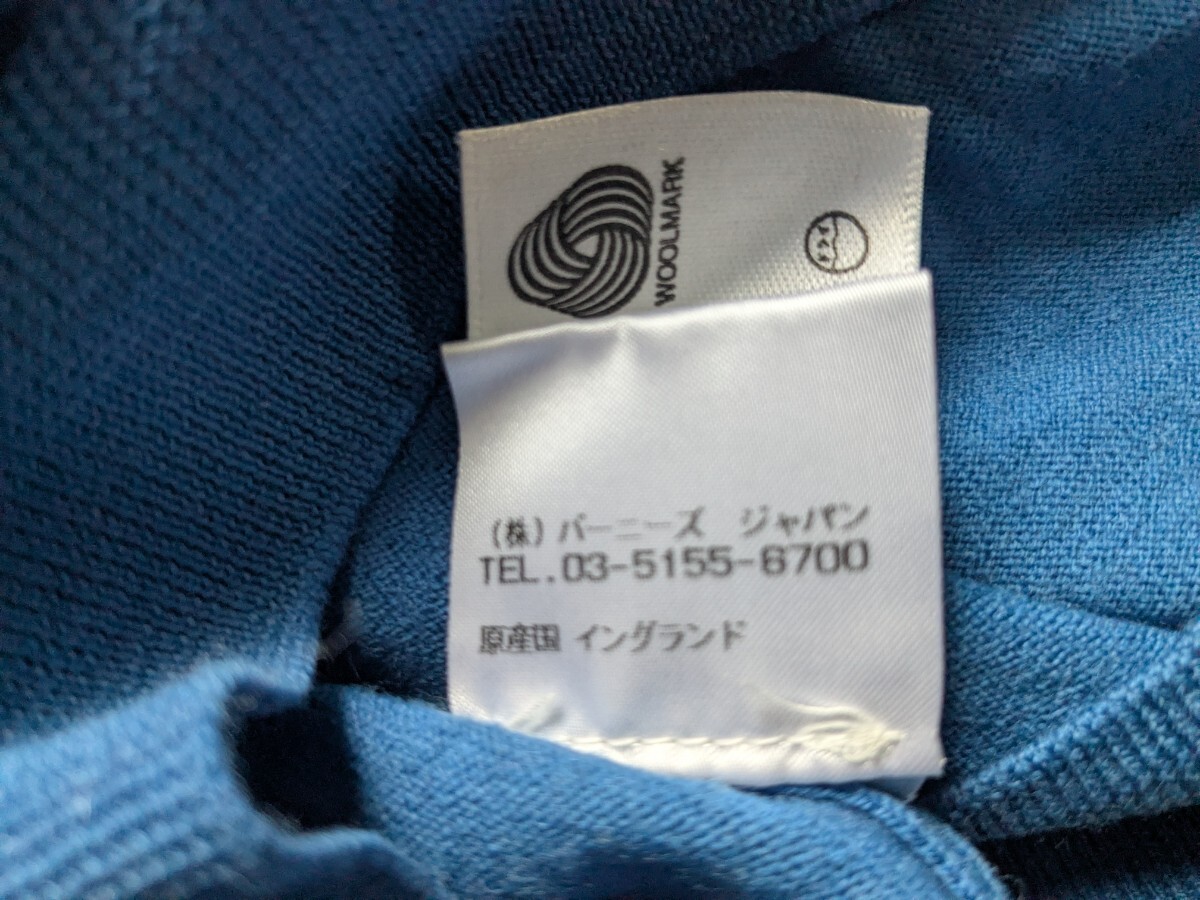 WOOLMARK
(株) バーニーズ ジャパン
TEL.03-5155-6700
原産国 イングランド